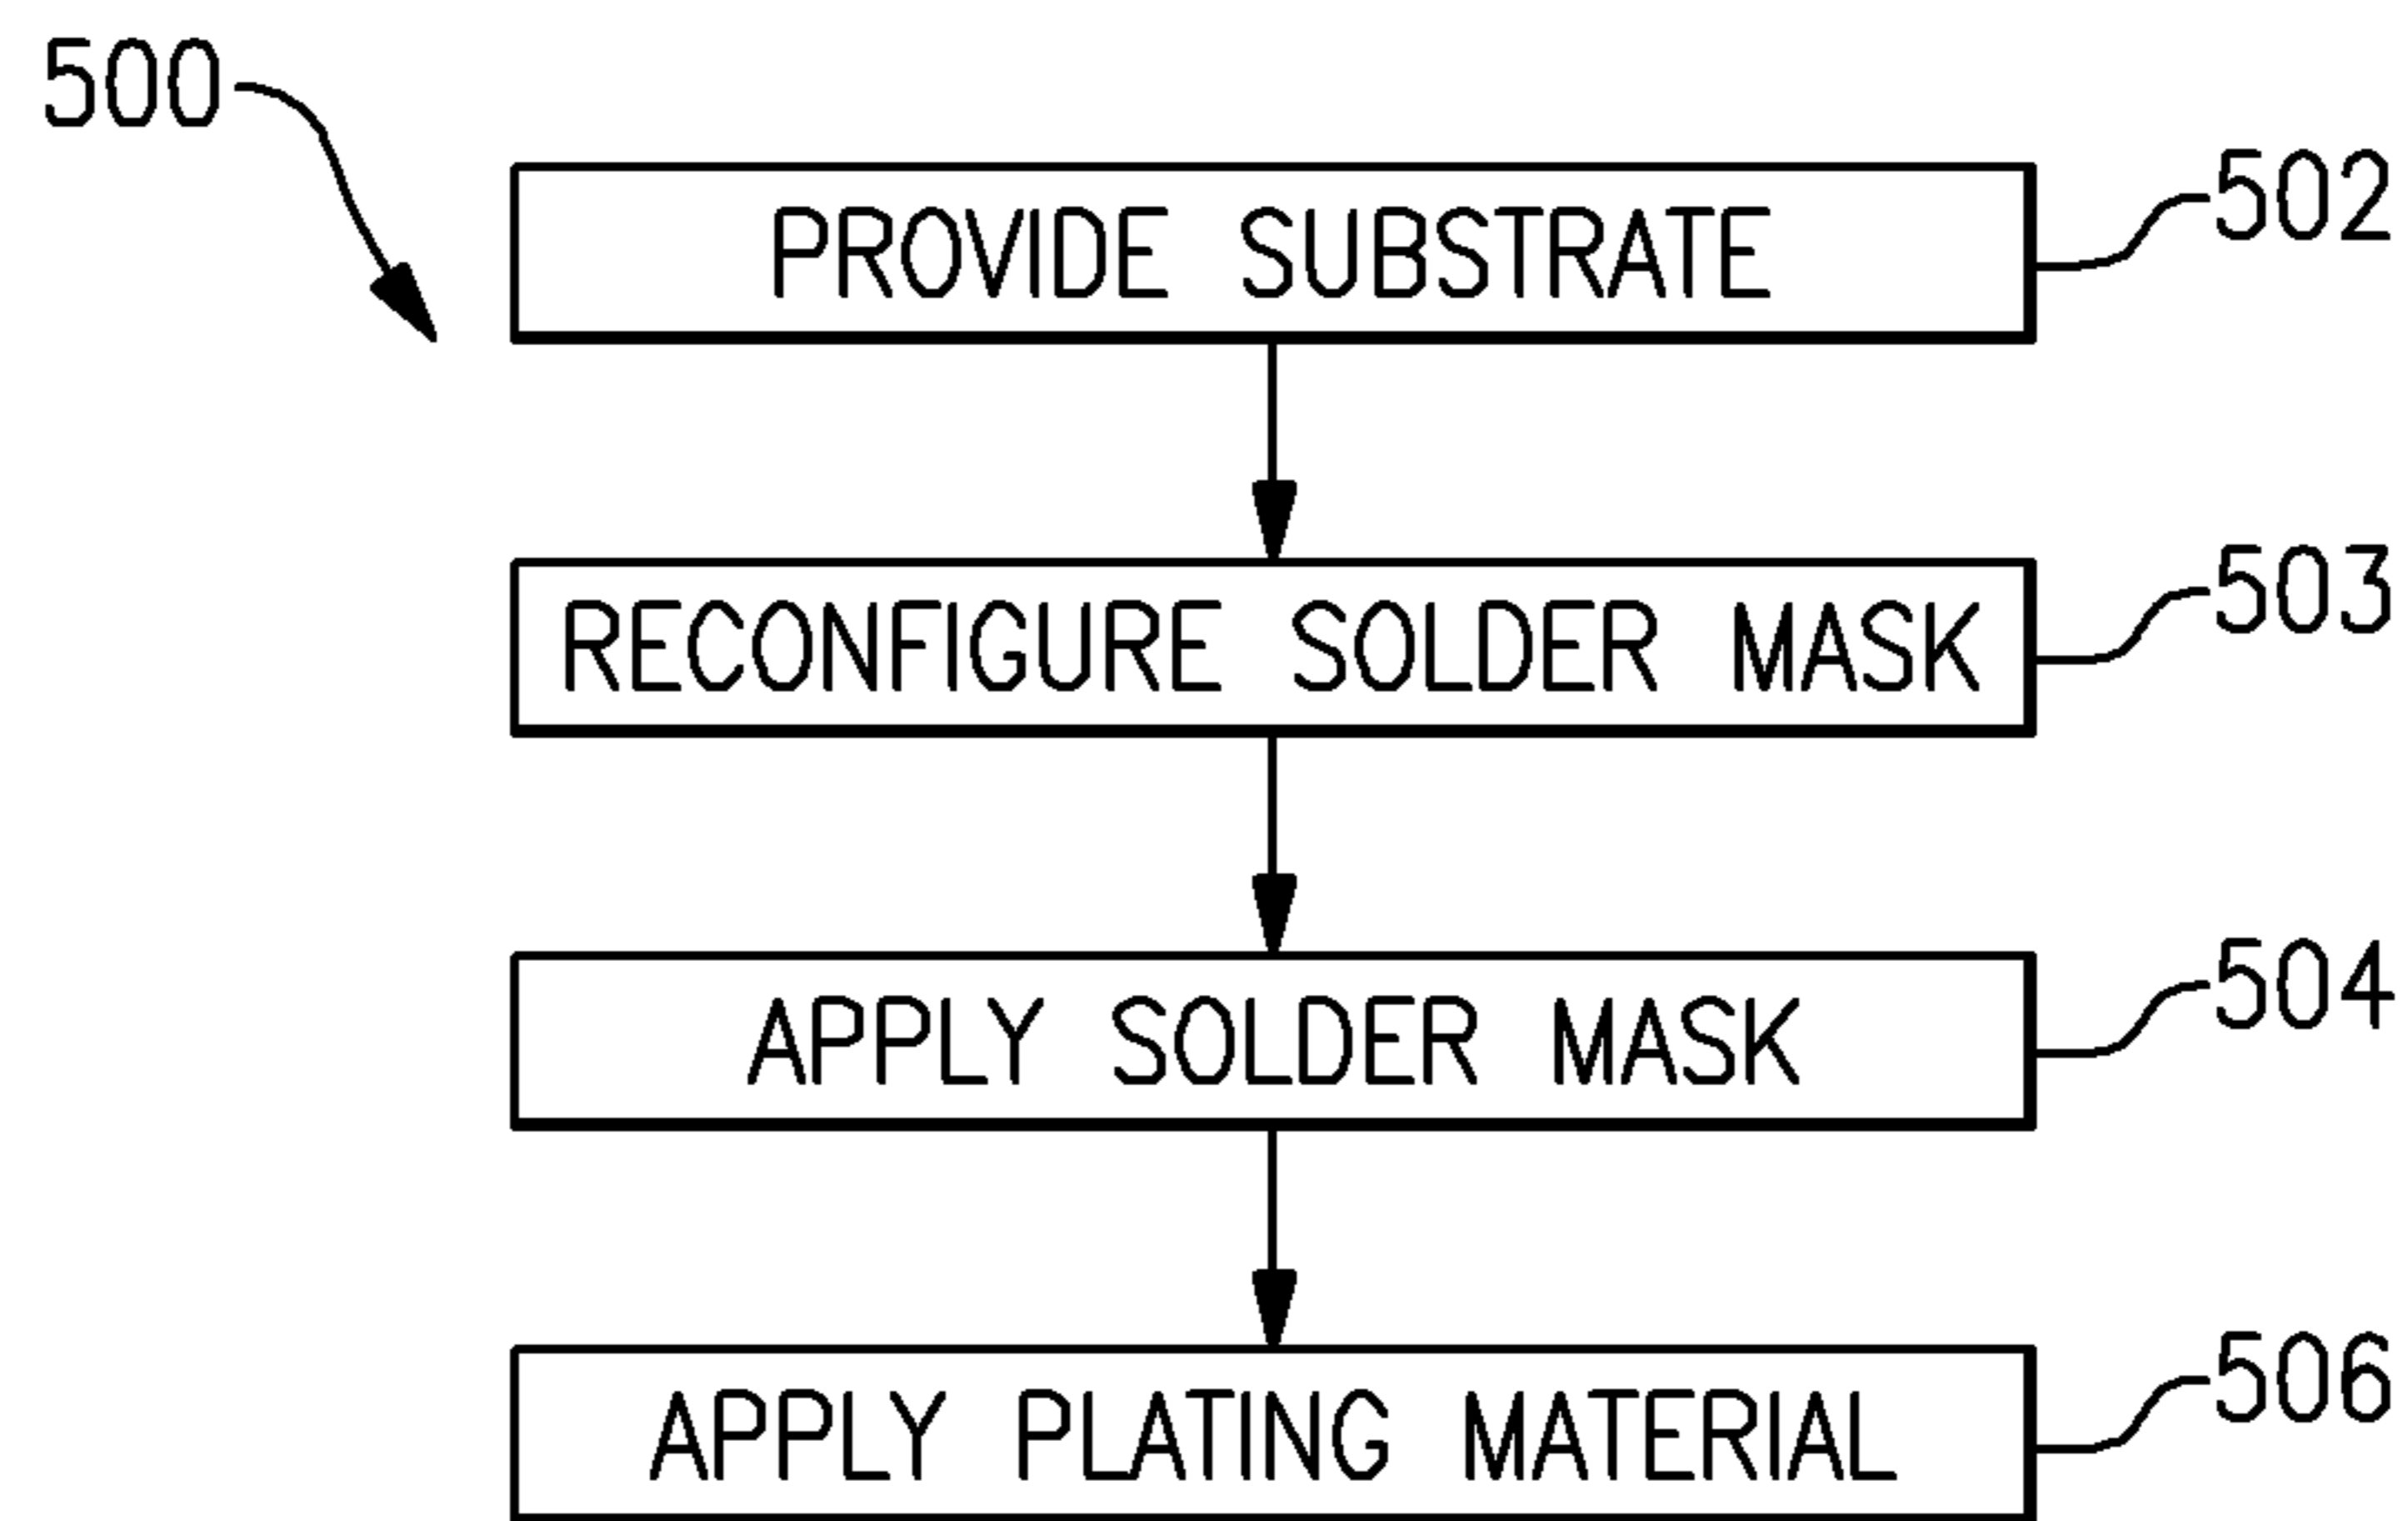 500
PROVIDE SUBSTRATE
502
RECONFIGURE SOLDER MASK
503
APPLY SOLDER MASK
504
APPLY PLATING MATERIAL
506